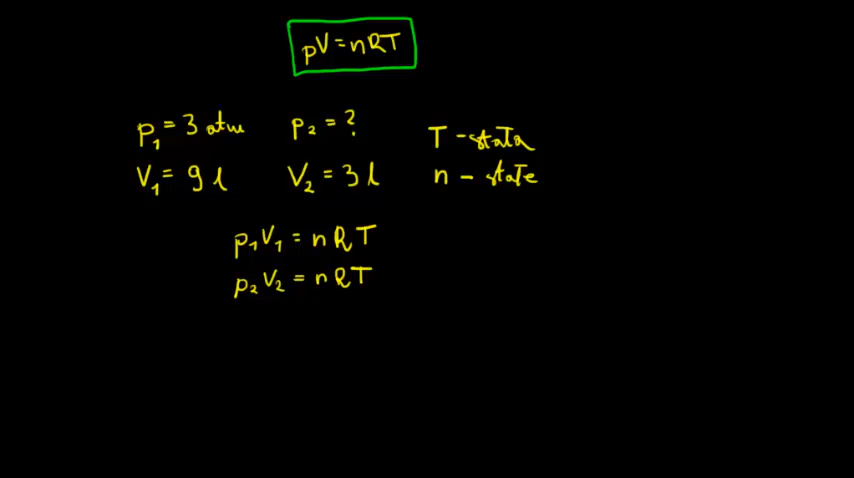 pV = nRT
p₁ = 3 atm p₂ = ? T - stała
V₁ = 9 l V₂ = 3 l n - stałe
p₁V₁ = nRT
p₂V₂ = nRT